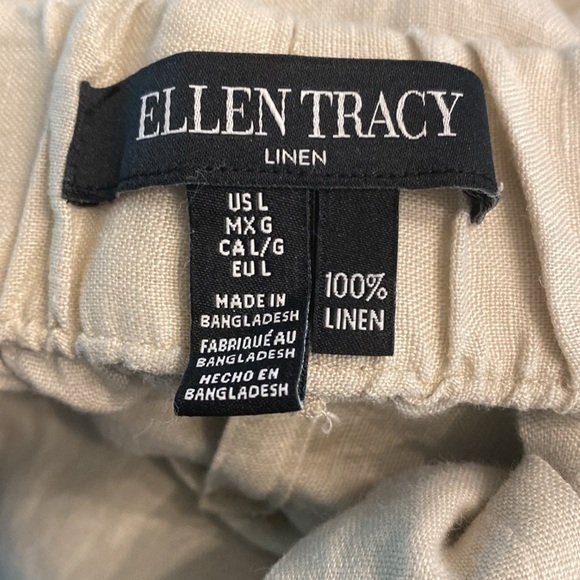 ELLEN TRACY
LINEN
US L
MX G
CA L/G
EU L
MADE IN
BANGLADESH
FABRIQUÉ AU
BANGLADESH
HECHO EN
BANGLADESH
100%
LINEN